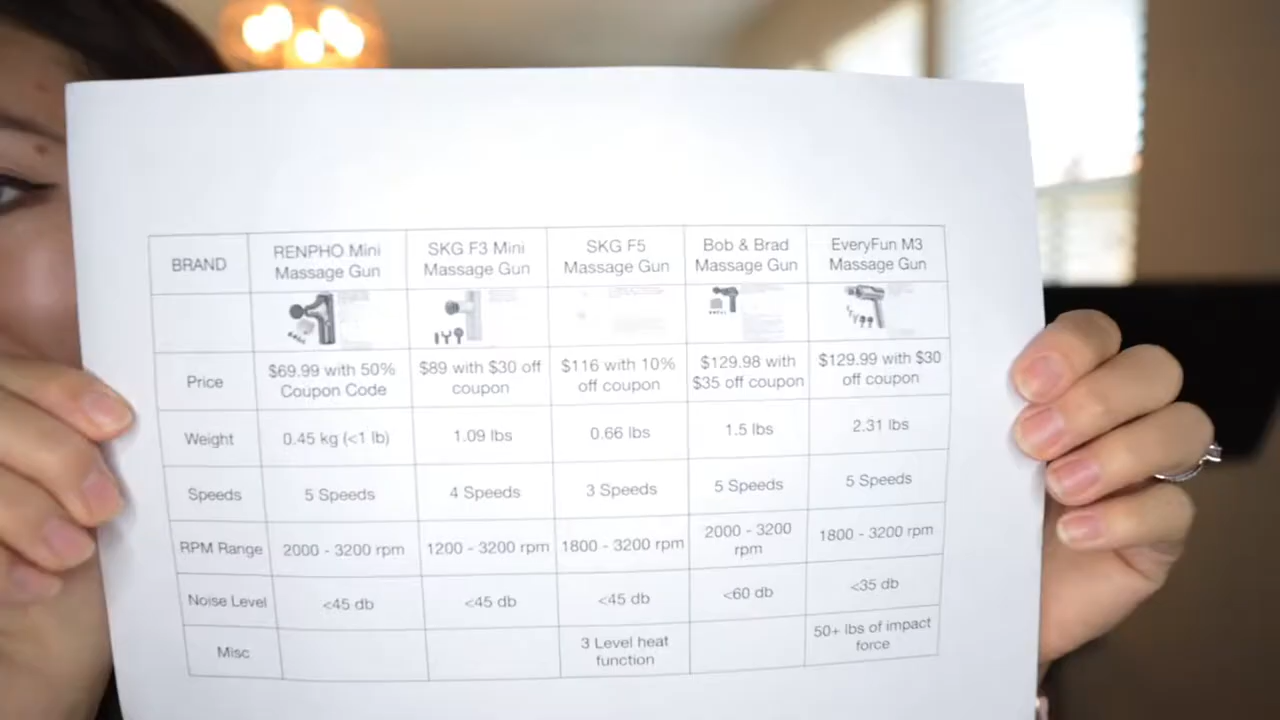 BRAND
RENPHO Mini
Massage Gun
SKG F3 Mini
Massage Gun
SKG F5
Massage Gun
Bob & Brad
Massage Gun
EveryFun M3
Massage Gun
Price
$69.99 with 50%
Coupon Code
$89 with $30 off
coupon
$116 with 10%
off coupon
$129.98 with
$35 off coupon
$129.99 with $30
off coupon
Weight
0.45 kg (<1 lb)
1.09 lbs
0.66 lbs
1.5 lbs
2.31 lbs
Speeds
5 Speeds
4 Speeds
3 Speeds
5 Speeds
5 Speeds
RPM Range
2000 - 3200 rpm
1200 - 3200 rpm
1800 - 3200 rpm
2000 - 3200
rpm
1800 - 3200 rpm
Noise Level
<45 db
<45 db
<45 db
<60 db
<35 db
Misc
3 Level heat
function
50+ lbs of impact
force